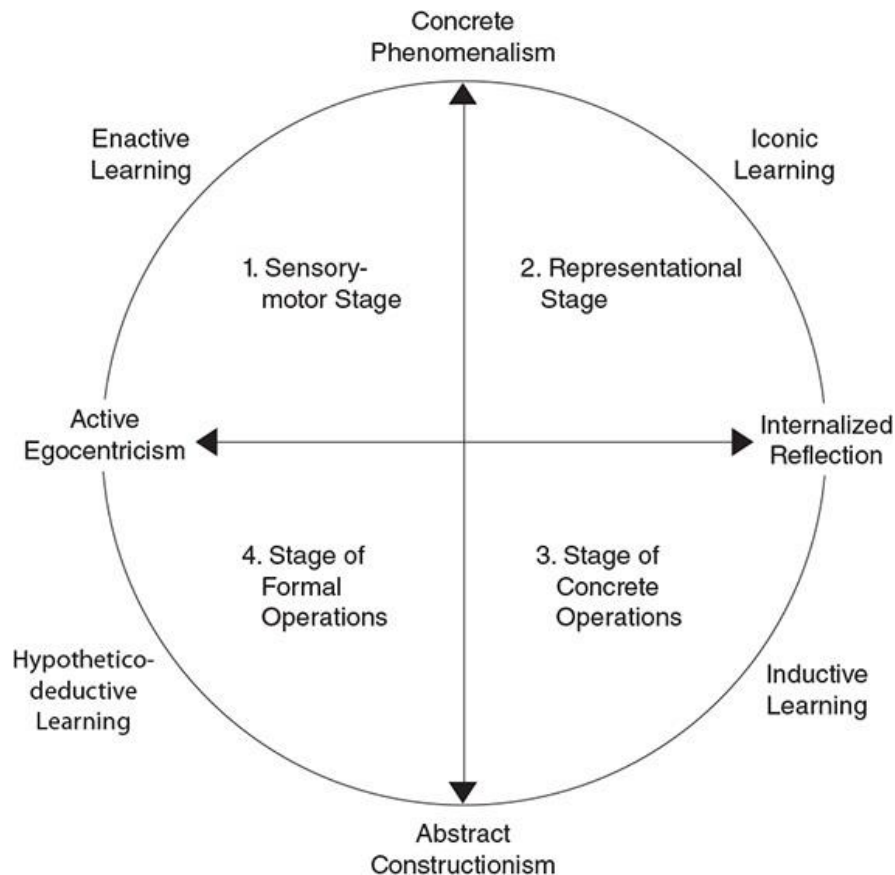 Concrete
Phenomenalism
Enactive
Learning
Iconic
Learning
1. Sensory-
motor Stage
2. Representational
Stage
Active
Egocentricism
Internalized
Reflection
4. Stage of
Formal
Operations
3. Stage of
Concrete
Operations
Hypothetico-
deductive
Learning
Inductive
Learning
Abstract
Constructionism